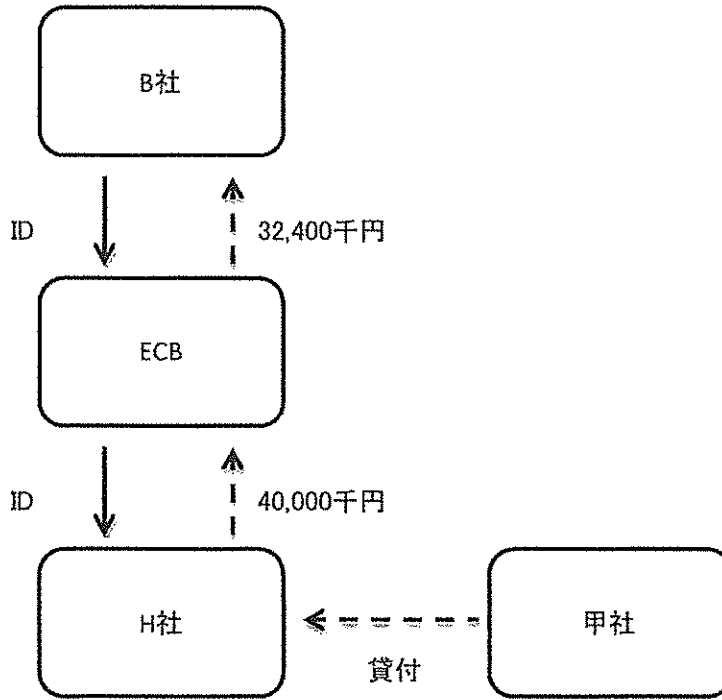 B社
ID
32,400千円
ECB
ID
40,000千円
H社
甲社
貸付